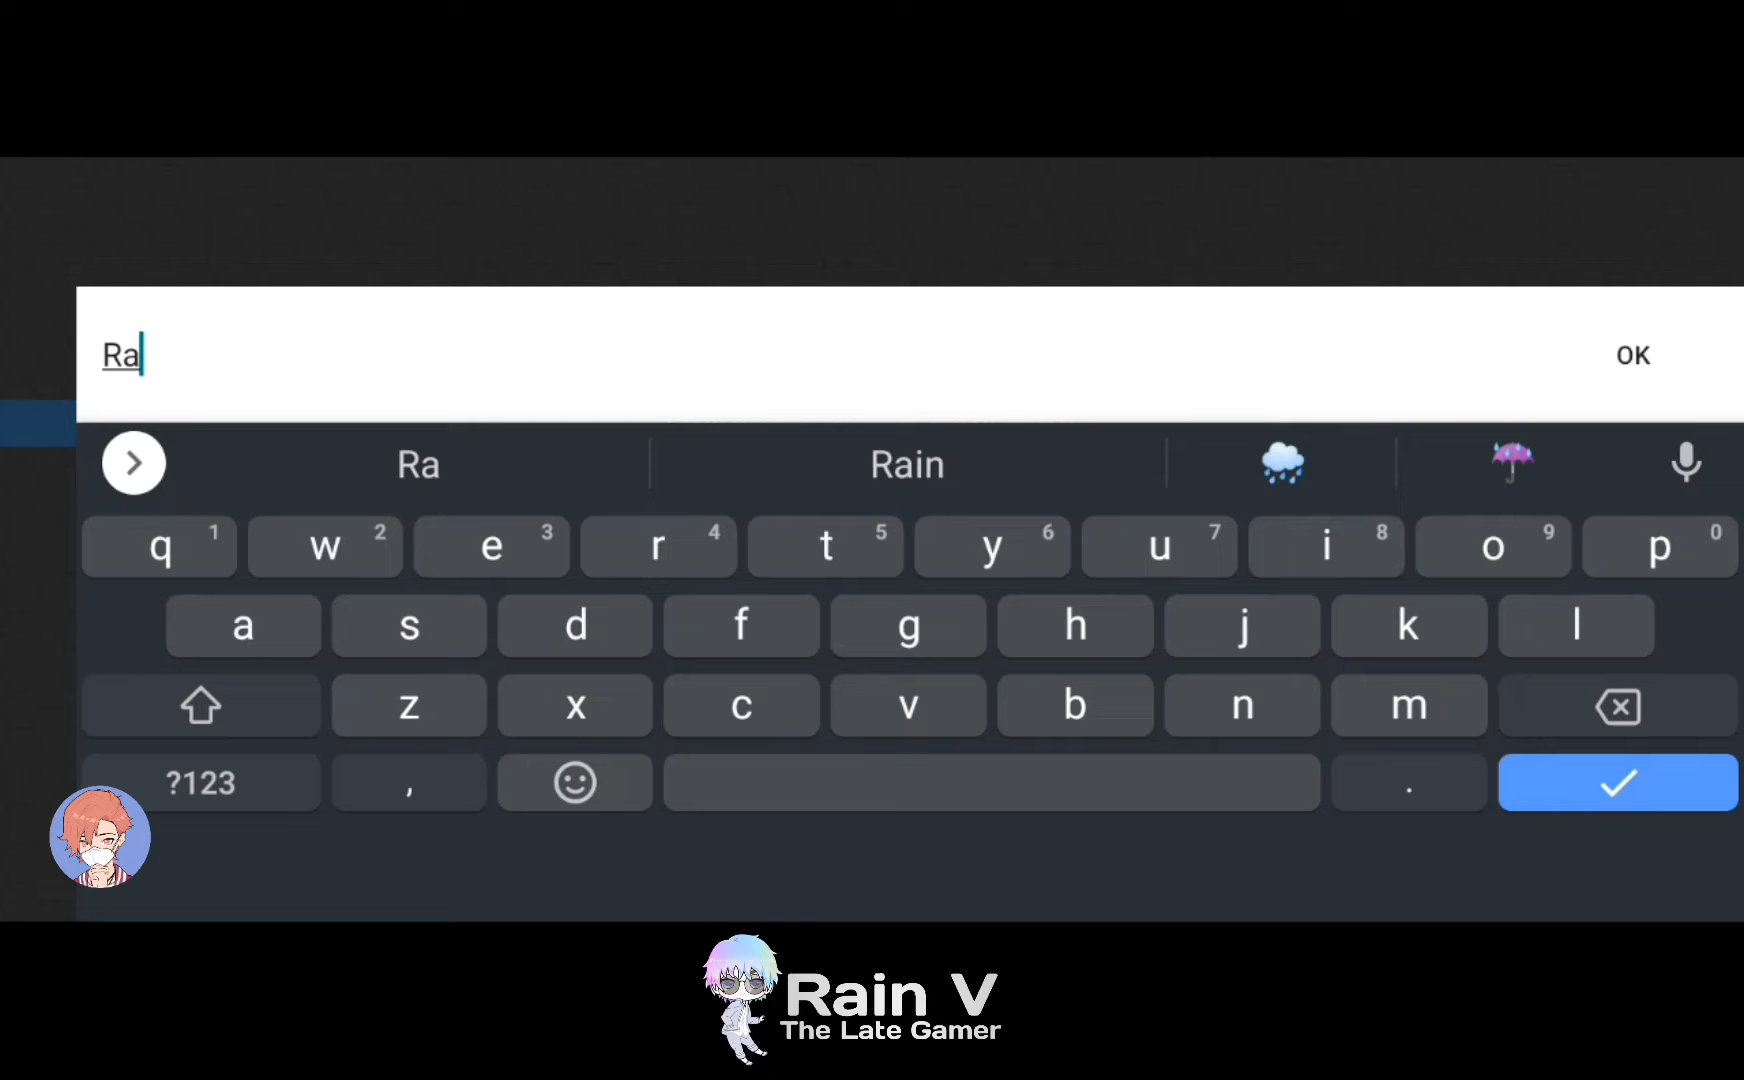 Ra
OK
Ra Rain
q 1 w 2 e 3 r 4 t 5 y 6 u 7 i 8 o 9 p 0
a s d f g h j k l
z x c v b n m
?123 , .
Rain V
The Late Gamer